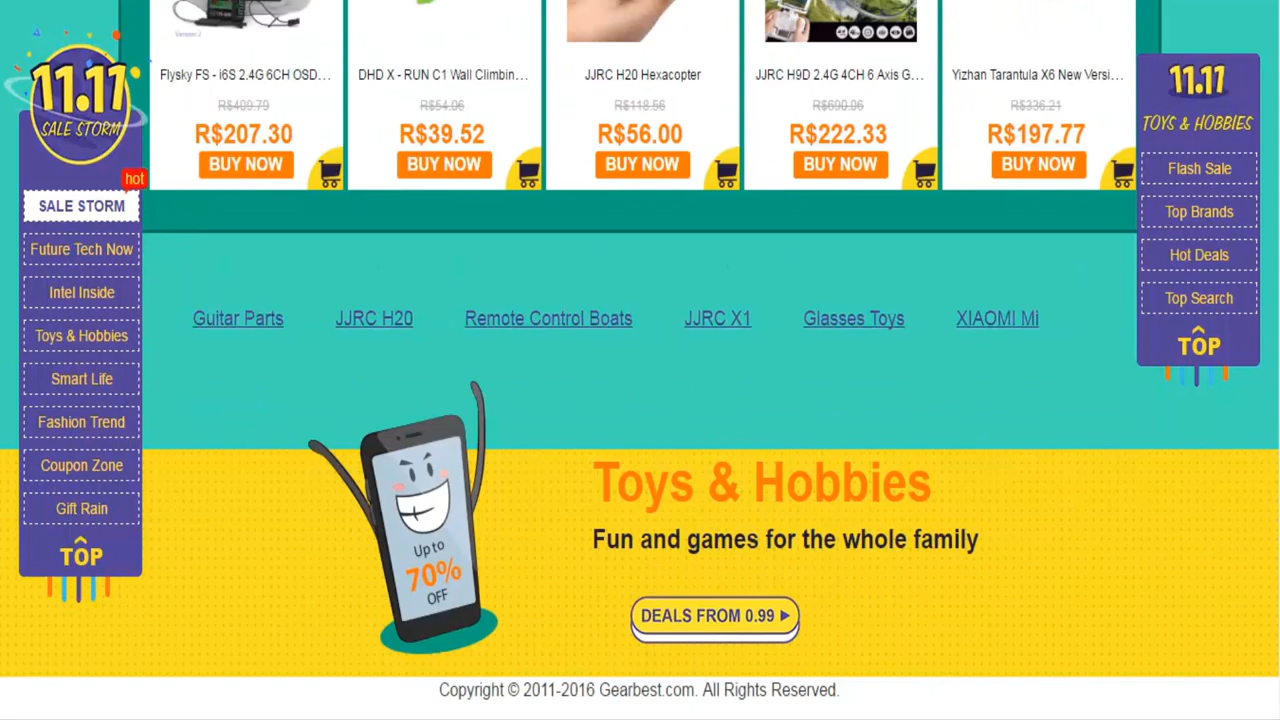 Version 2
Flysky FS - i6S 2.4G 6CH OSD...
R$409.79
R$207.30
BUY NOW
DHD X - RUN C1 Wall Climbin...
R$54.06
R$39.52
BUY NOW
JJRC H20 Hexacopter
R$118.56
R$56.00
BUY NOW
JJRC H9D 2.4G 4CH 6 Axis G...
R$690.06
R$222.33
BUY NOW
Yizhan Tarantula X6 New Versi...
R$336.21
R$197.77
BUY NOW
11.11
SALE STORM
hot
SALE STORM
Future Tech Now
Intel Inside
Toys & Hobbies
Smart Life
Fashion Trend
Coupon Zone
Gift Rain
TOP
11.11
TOYS & HOBBIES
Flash Sale
Top Brands
Hot Deals
Top Search
TOP
Guitar Parts JJRC H20 Remote Control Boats JJRC X1 Glasses Toys XIAOMI Mi
Up to
70%
OFF
Toys & Hobbies
Fun and games for the whole family
DEALS FROM 0.99
Copyright © 2011-2016 Gearbest.com. All Rights Reserved.